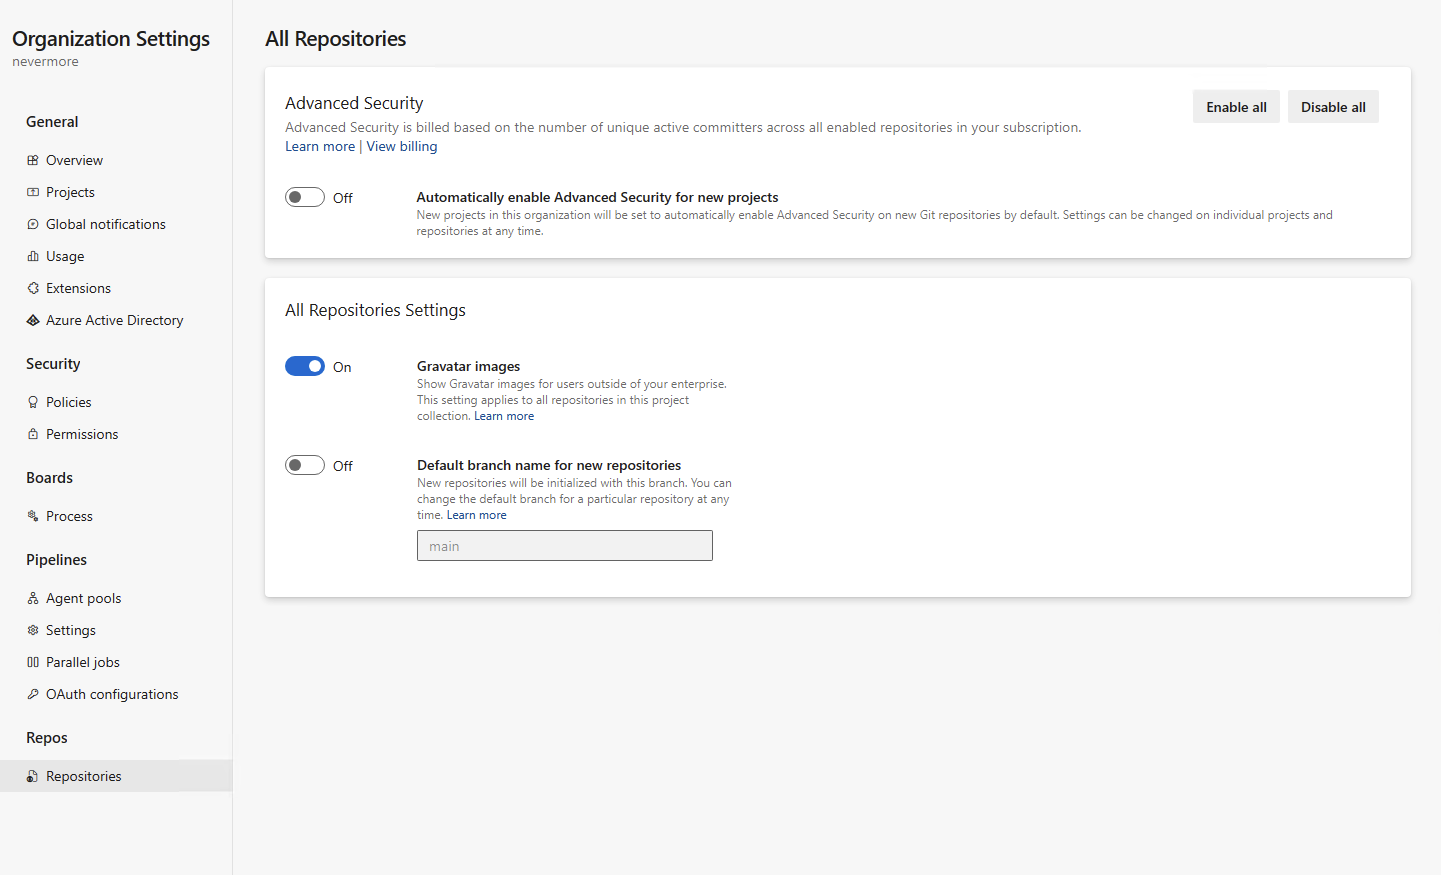 Organization Settings
nevermore
General
Overview
Projects
Global notifications
Usage
Extensions
Azure Active Directory
Security
Policies
Permissions
Boards
Process
Pipelines
Agent pools
Settings
Parallel jobs
OAuth configurations
Repos
Repositories
All Repositories
Advanced Security
Advanced Security is billed based on the number of unique active committers across all enabled repositories in your subscription.
Learn more | View billing
Enable all
Disable all
Off
Automatically enable Advanced Security for new projects
New projects in this organization will be set to automatically enable Advanced Security on new Git repositories by default. Settings can be changed on individual projects and
repositories at any time.
All Repositories Settings
On
Gravatar images
Show Gravatar images for users outside of your enterprise.
This setting applies to all repositories in this project
collection. Learn more
Off
Default branch name for new repositories
New repositories will be initialized with this branch. You can
change the default branch for a particular repository at any
time. Learn more
main